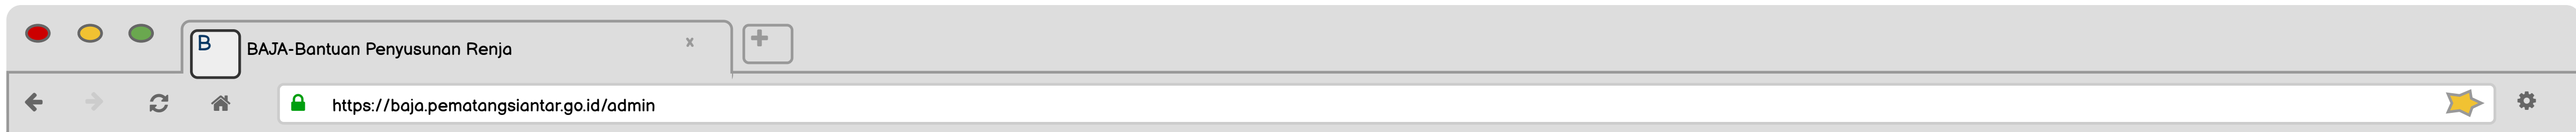 B BAJA-Bantuan Penyusunan Renja x
https://baja.pematangsiantar.go.id/admin